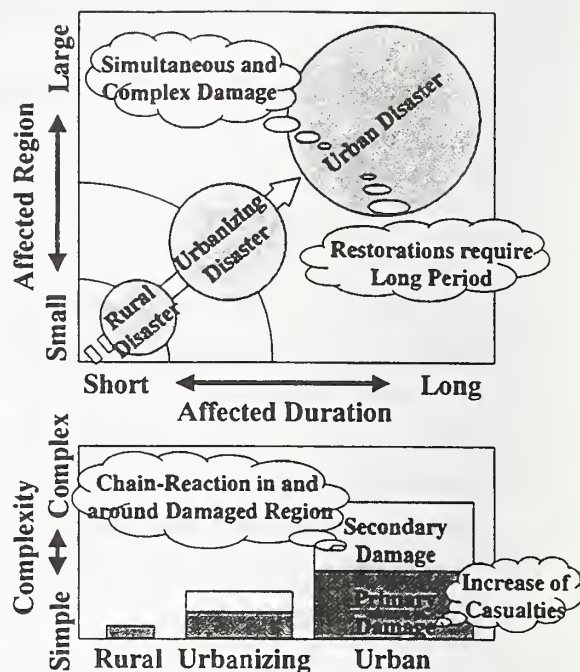 Large
Affected Region
Small
Simultaneous and
Complex Damage
Urban Disaster
Urbanizing
Disaster
Rural
Disaster
Restorations require
Long Period
Short
Long
Affected Duration
Complex
Complexity
Simple
Chain-Reaction in and
around Damaged Region
Secondary
Damage
Primary
Damage
Increase of
Casualties
Rural
Urbanizing
Urban